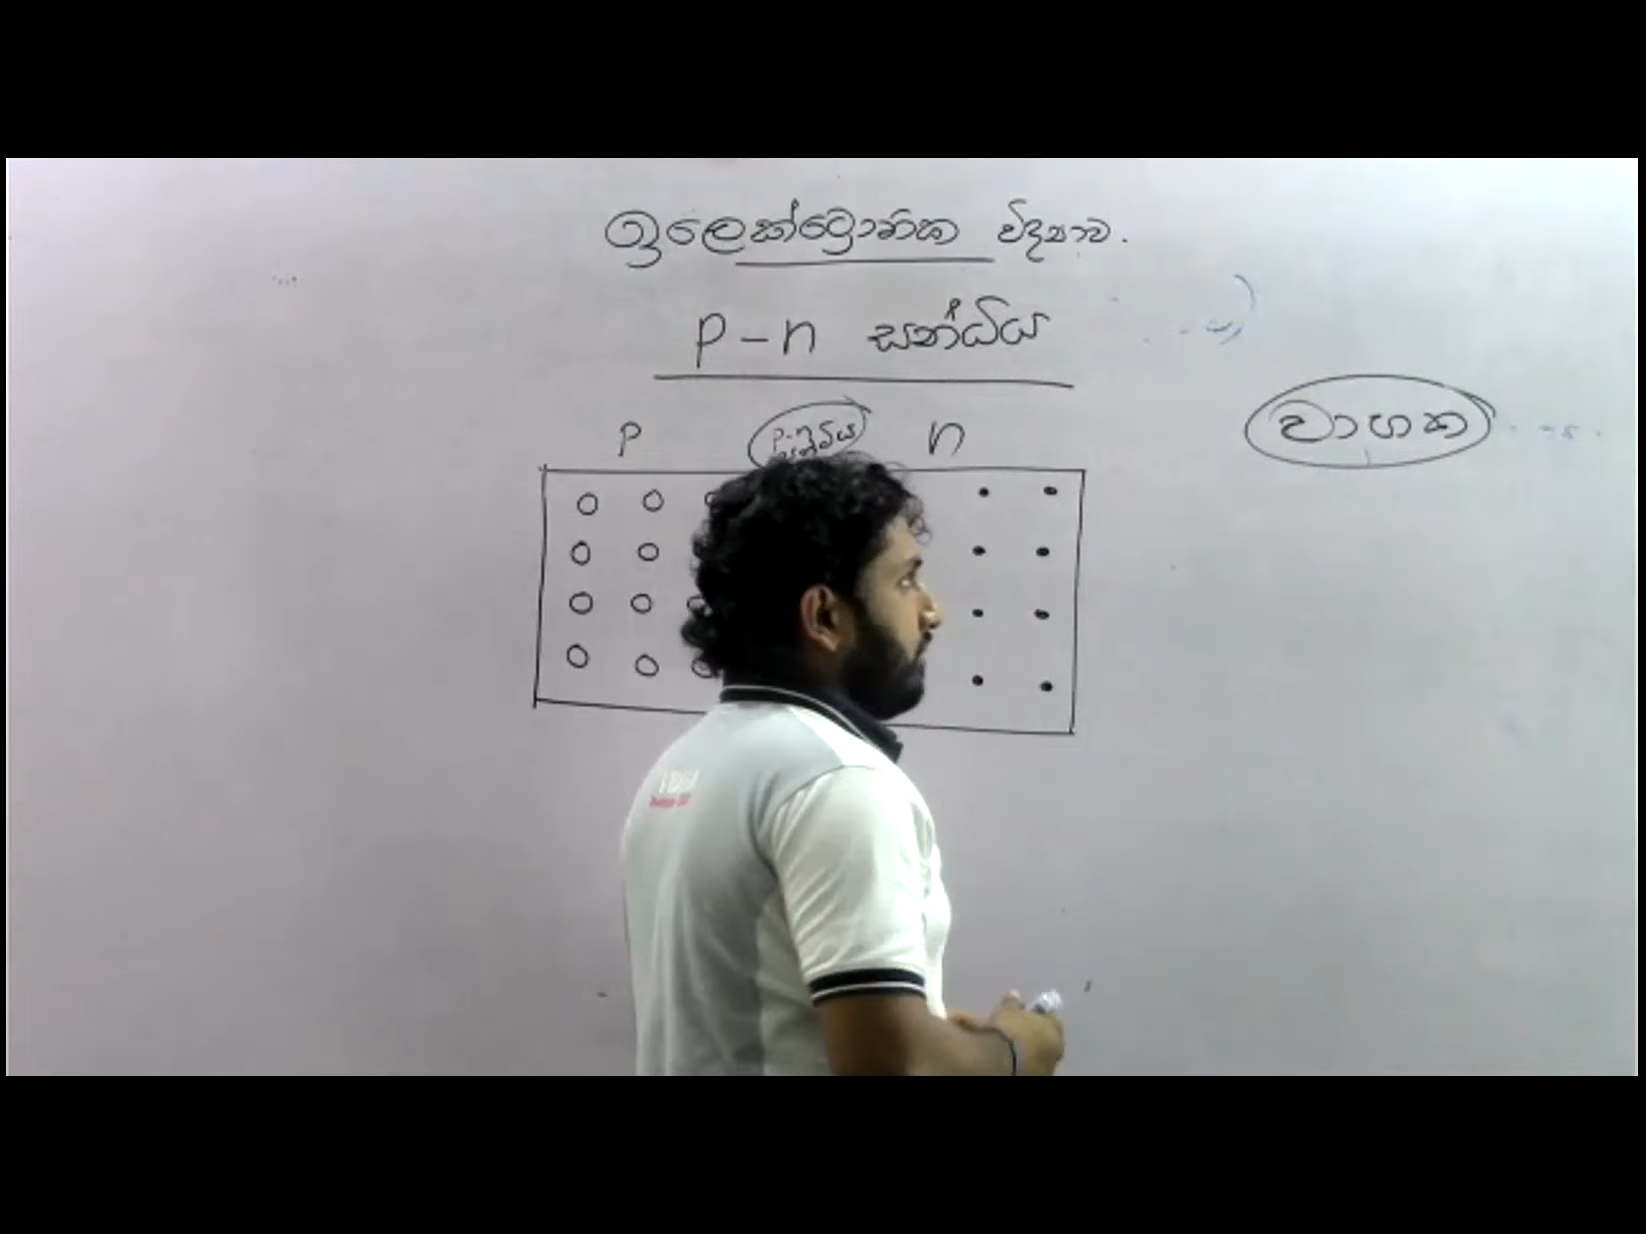 ඉලෙක්ට්‍රොනික විද්‍යාව.
p-n සන්ධිය
p p-n සන්ධිය n
වාහක